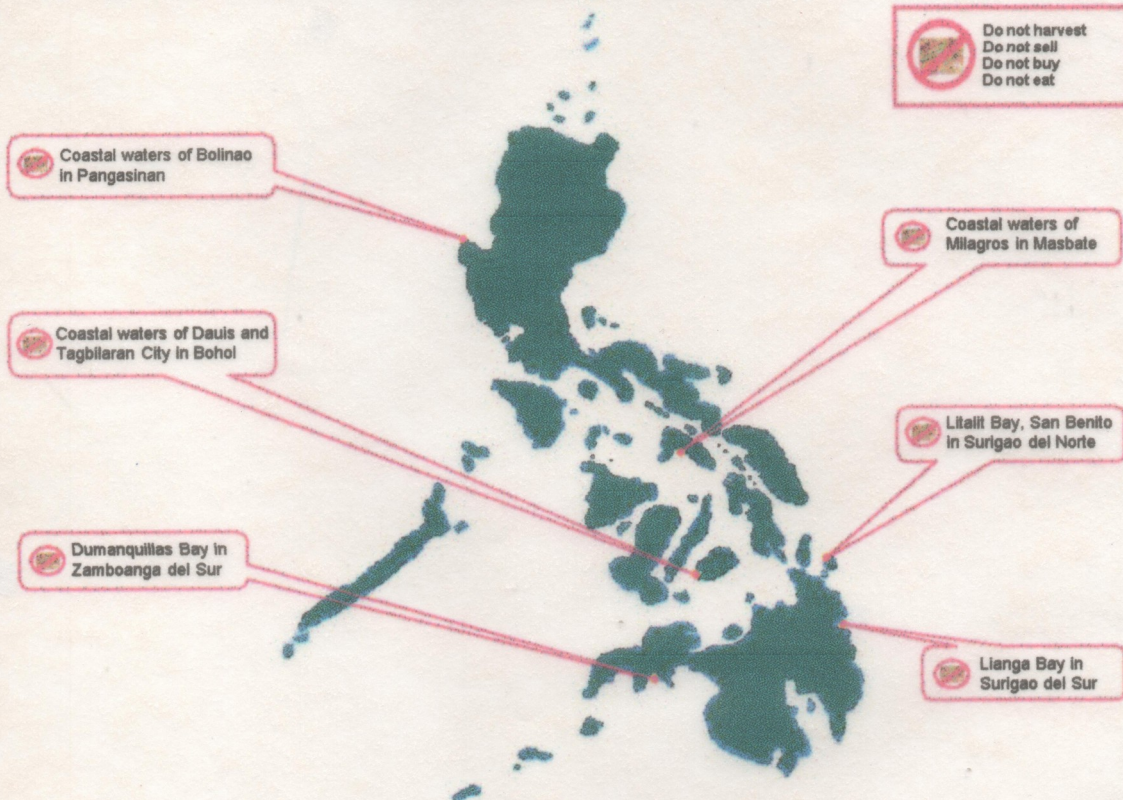 Do not harvest
Do not sell
Do not buy
Do not eat
Coastal waters of Bolinao
in Pangasinan
Coastal waters of
Milagros in Masbate
Coastal waters of Dauis and
Tagbilaran City in Bohol
Litalit Bay, San Benito
in Surigao del Norte
Dumanquillas Bay in
Zamboanga del Sur
Lianga Bay in
Surigao del Sur